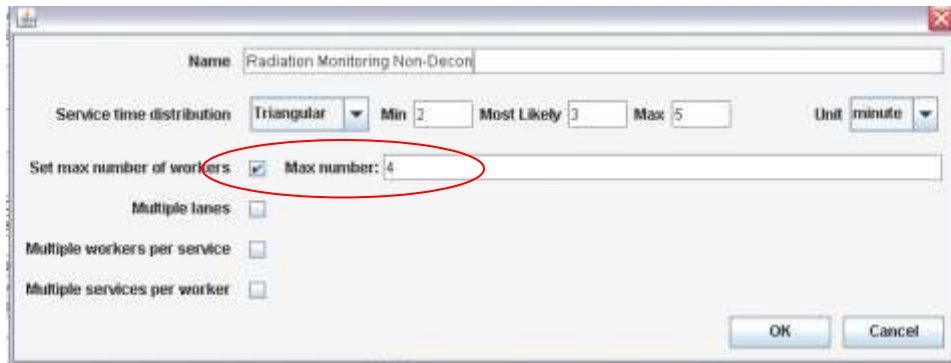 Name Radiation Monitoring Non-Decon
Service time distribution Triangular Min 2 Most Likely 3 Max 5 Unit minute
Set max number of workers Max number: 4
Multiple lanes
Multiple workers per service
Multiple services per worker
OK Cancel